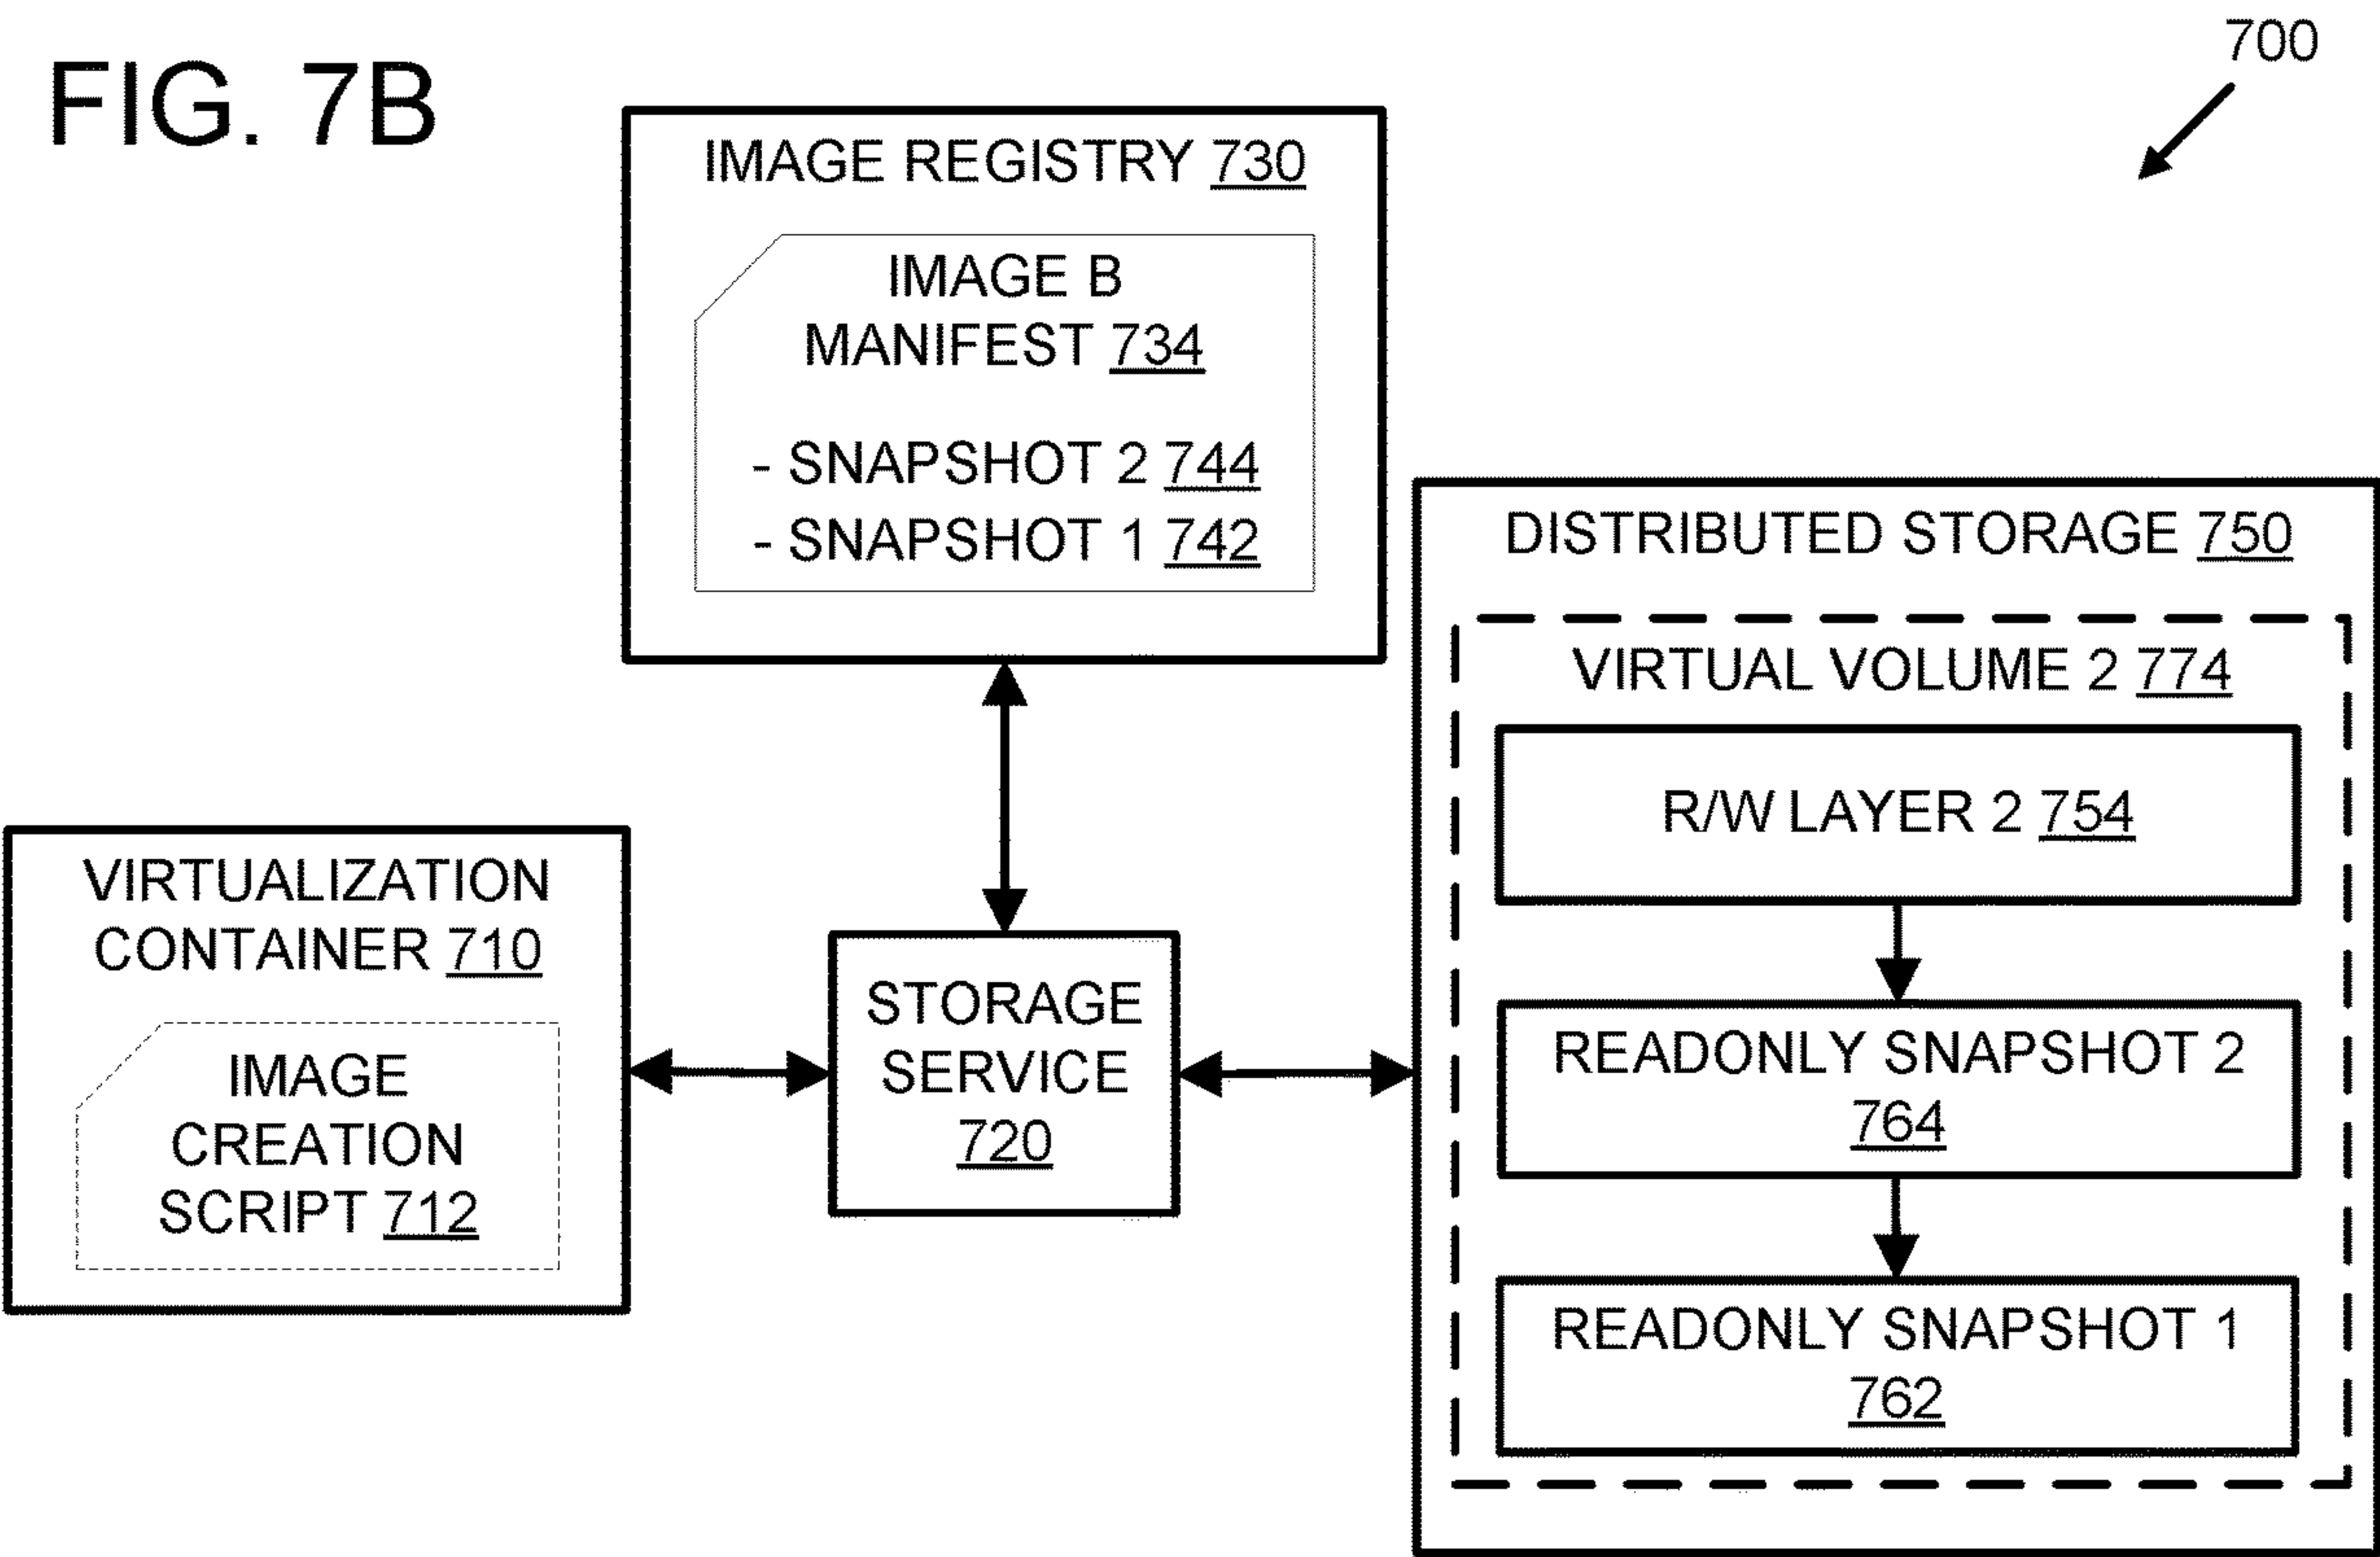 FIG. 7B
700
IMAGE REGISTRY 730
IMAGE B
MANIFEST 734
- SNAPSHOT 2 744
- SNAPSHOT 1 742
DISTRIBUTED STORAGE 750
VIRTUAL VOLUME 2 774
R/W LAYER 2 754
READONLY SNAPSHOT 2
764
READONLY SNAPSHOT 1
762
VIRTUALIZATION
CONTAINER 710
IMAGE
CREATION
SCRIPT 712
STORAGE
SERVICE
720